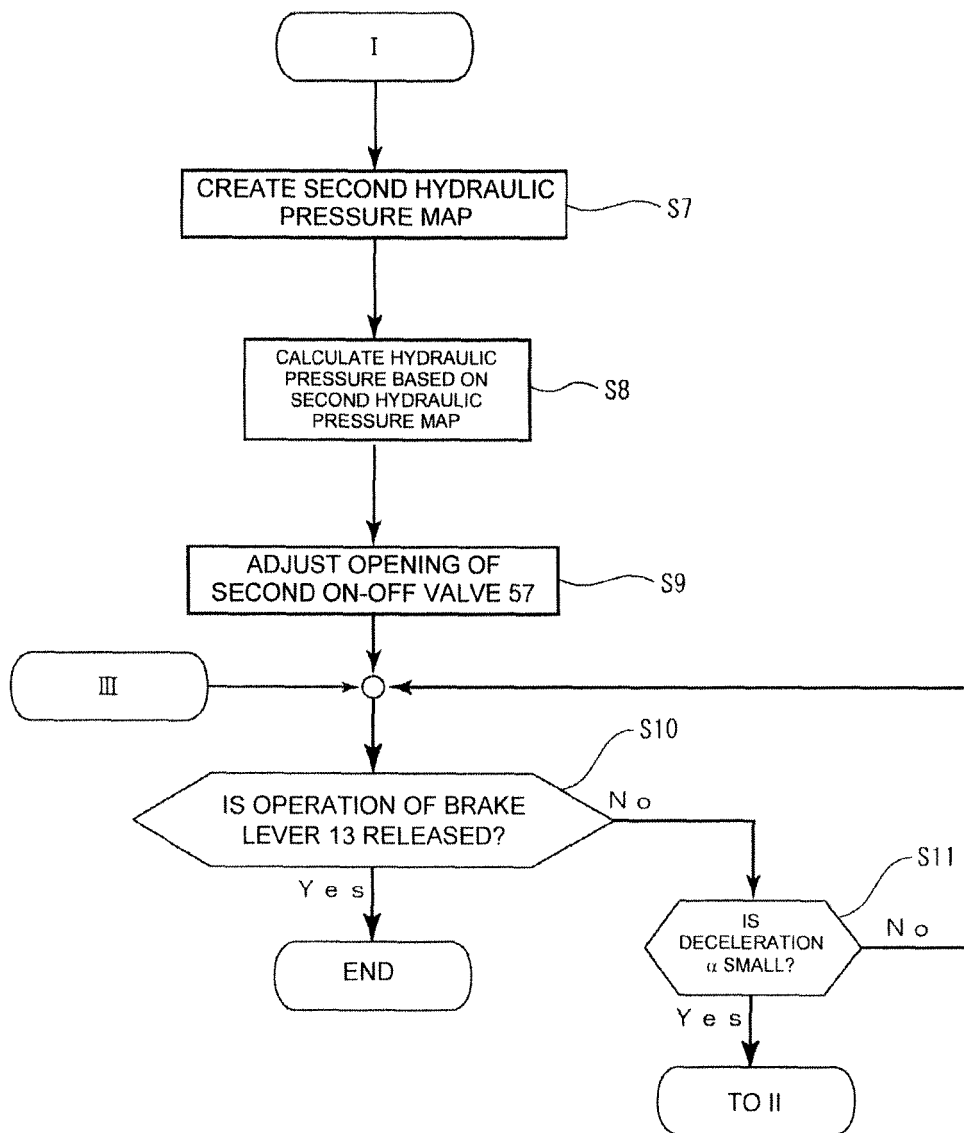 I
CREATE SECOND HYDRAULIC
PRESSURE MAP
S7
CALCULATE HYDRAULIC
PRESSURE BASED ON
SECOND HYDRAULIC
PRESSURE MAP
S8
ADJUST OPENING OF
SECOND ON-OFF VALVE 57
S9
III
S10
IS OPERATION OF BRAKE
LEVER 13 RELEASED?
No
Yes
S11
IS
DECELERATION
α SMALL?
No
END
Yes
TO II